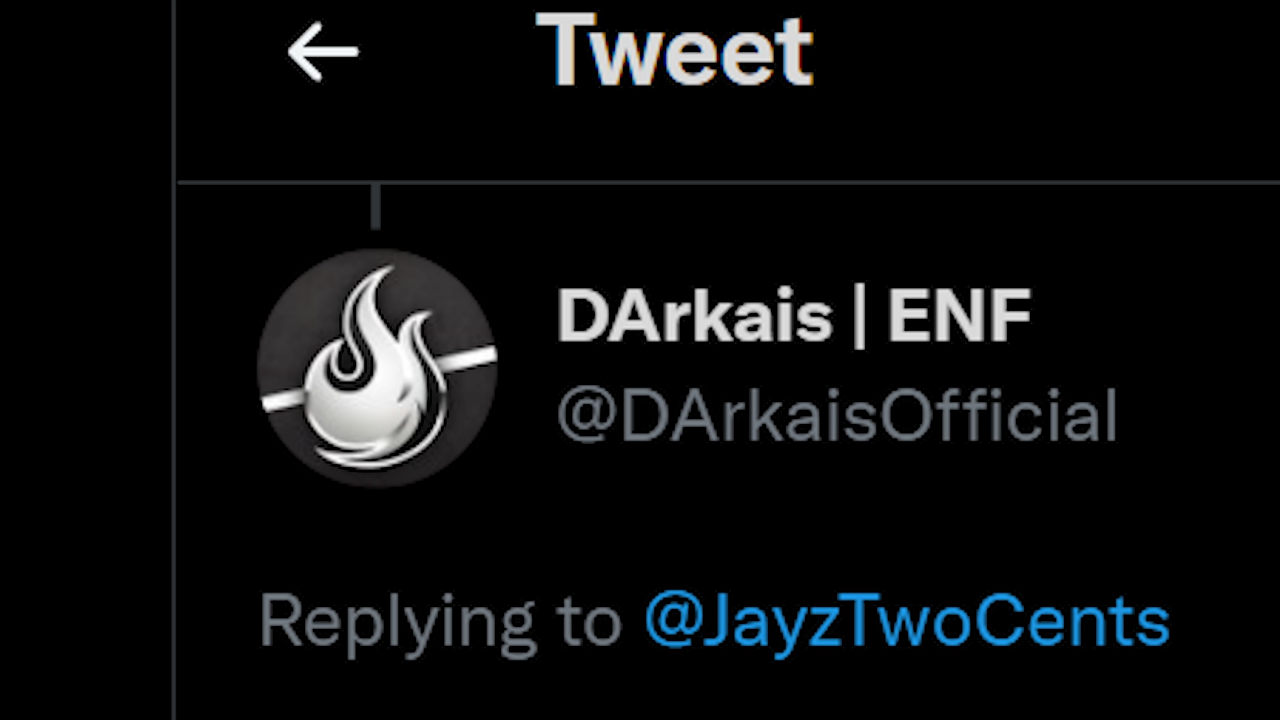 Tweet
DArkais | ENF
@DArkaisOfficial
Replying to @JayzTwoCents